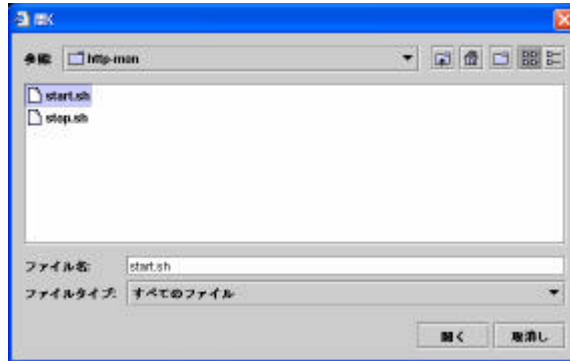 開く
参照: http-mon
start.sh
stop.sh
ファイル名: start.sh
ファイルタイプ: すべてのファイル
開く 取消し